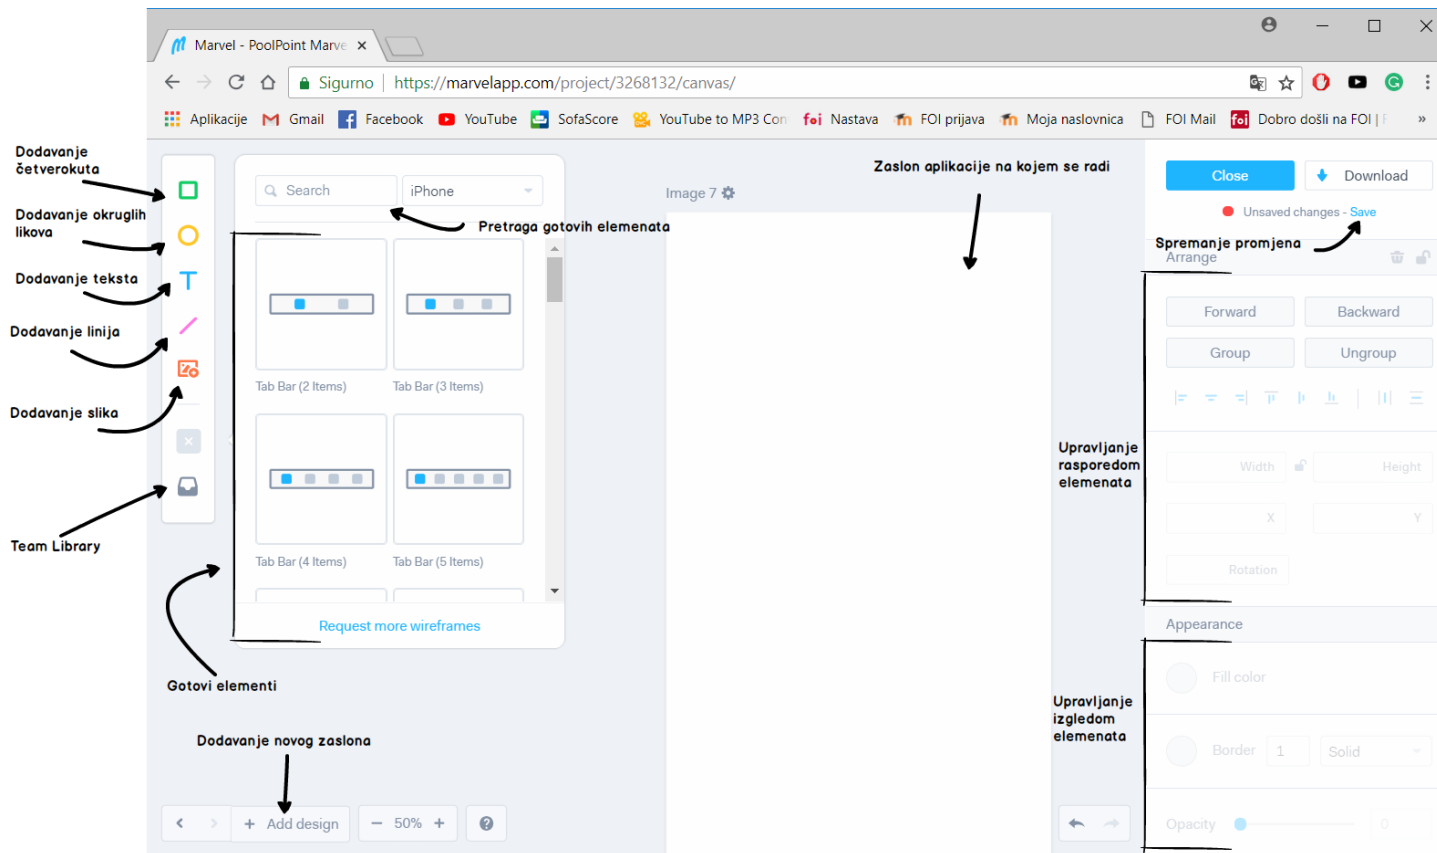 Marvel - PoolPoint Marve
Sigurno | https://marvelapp.com/project/3268132/canvas/
Aplikacije Gmail Facebook YouTube SofaScore YouTube to MP3 Con foi Nastava FOI prijava Moja naslovnica FOI Mail foi Dobro došli na FOI | F »
Dodavanje
četverokuta
Dodavanje okruglih
likova
Dodavanje teksta
Dodavanje linija
Dodavanje slika
Team Library
Search
iPhone
Pretraga gotovih elemenata
Tab Bar (2 Items)
Tab Bar (3 Items)
Tab Bar (4 Items)
Tab Bar (5 Items)
Request more wireframes
Gotovi elementi
Dodavanje novog zaslona
+ Add design
− 50% +
Image 7
Zaslon aplikacije na kojem se radi
Close
Download
Unsaved changes - Save
Spremanje promjena
Arrange
Forward
Backward
Group
Ungroup
Upravljanje
rasporedom
elemenata
Width
Height
X
Y
Rotation
Appearance
Fill color
Upravljanje
izgledom
elemenata
Border 1 Solid
Opacity 0